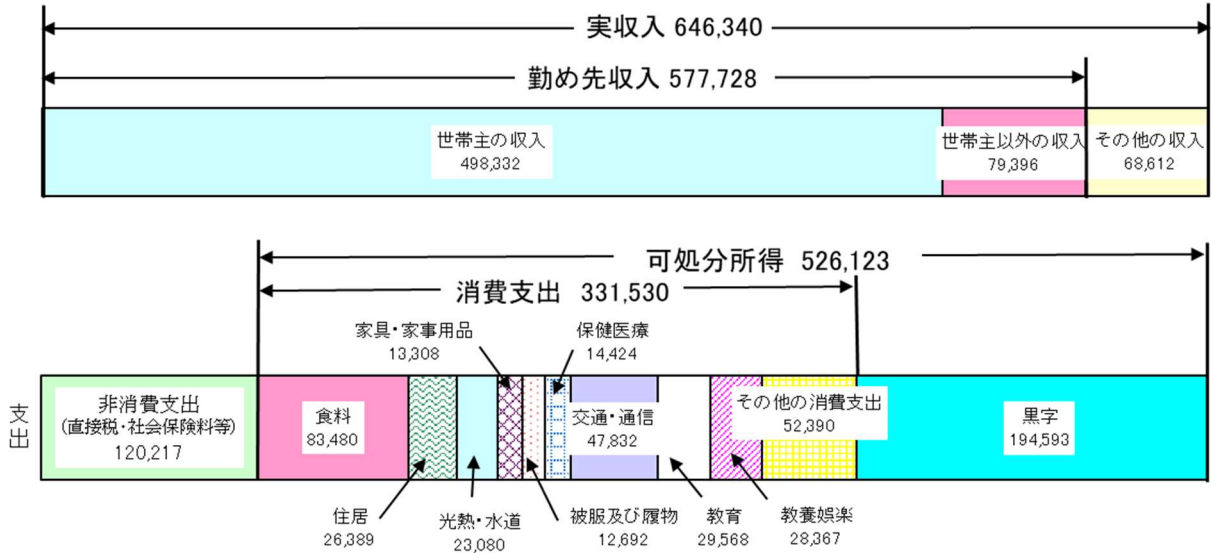 実収入 646,340
勤め先収入 577,728
世帯主の収入
498,332
世帯主以外の収入
79,396
その他の収入
68,612
可処分所得 526,123
消費支出 331,530
家具・家事用品
13,308
保健医療
14,424
支出
非消費支出
(直接税・社会保険料等)
120,217
食料
83,480
交通・通信
47,832
その他の消費支出
52,390
黒字
194,593
住居
26,389
光熱・水道
23,080
被服及び履物
12,692
教育
29,568
教養娯楽
28,367